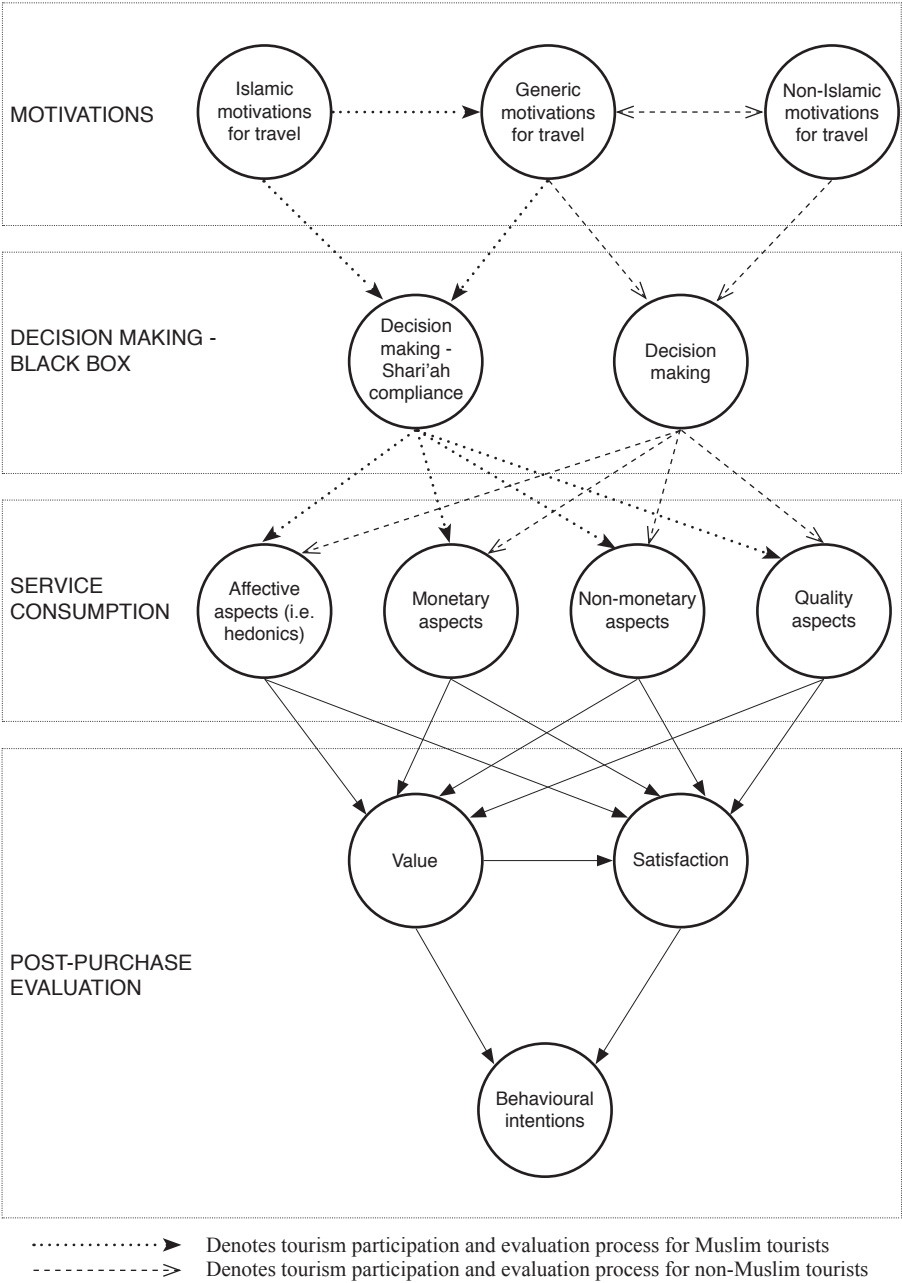 MOTIVATIONS
Islamic
motivations
for travel
Generic
motivations
for travel
Non-Islamic
motivations
for travel
DECISION MAKING -
BLACK BOX
Decision
making -
Shari'ah
compliance
Decision
making
SERVICE
CONSUMPTION
Affective
aspects (i.e.
hedonics)
Monetary
aspects
Non-monetary
aspects
Quality
aspects
POST-PURCHASE
EVALUATION
Value
Satisfaction
Behavioural
intentions
Denotes tourism participation and evaluation process for Muslim tourists
Denotes tourism participation and evaluation process for non-Muslim tourists